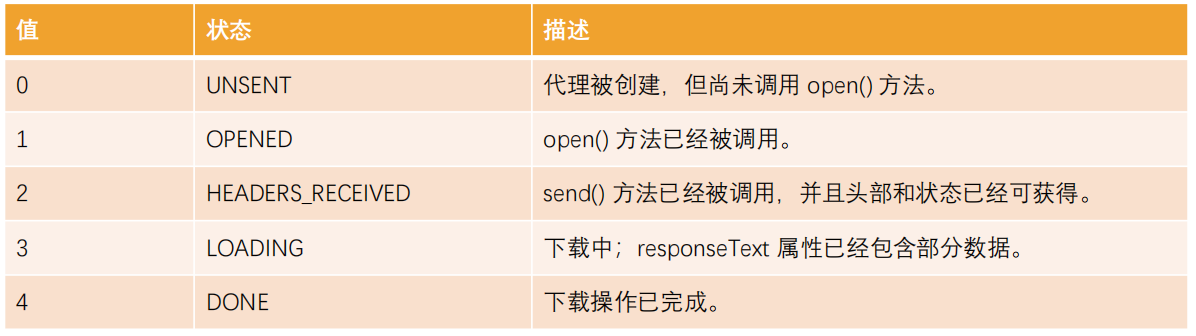 值 状态 描述
0 UNSENT 代理被创建，但尚未调用 open() 方法。
1 OPENED open() 方法已经被调用。
2 HEADERS_RECEIVED send() 方法已经被调用，并且头部和状态已经可获得。
3 LOADING 下载中；responseText 属性已经包含部分数据。
4 DONE 下载操作已完成。